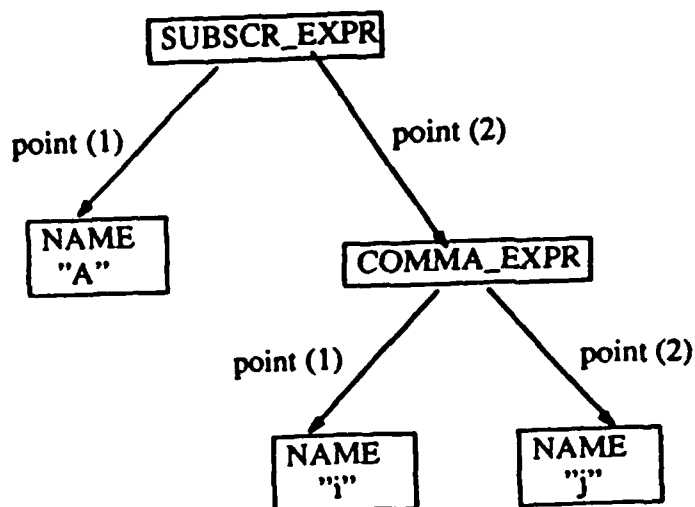 SUBSCR_EXPR
point (1)
point (2)
NAME
"A"
COMMA_EXPR
point (1)
point (2)
NAME
"i"
NAME
"j"